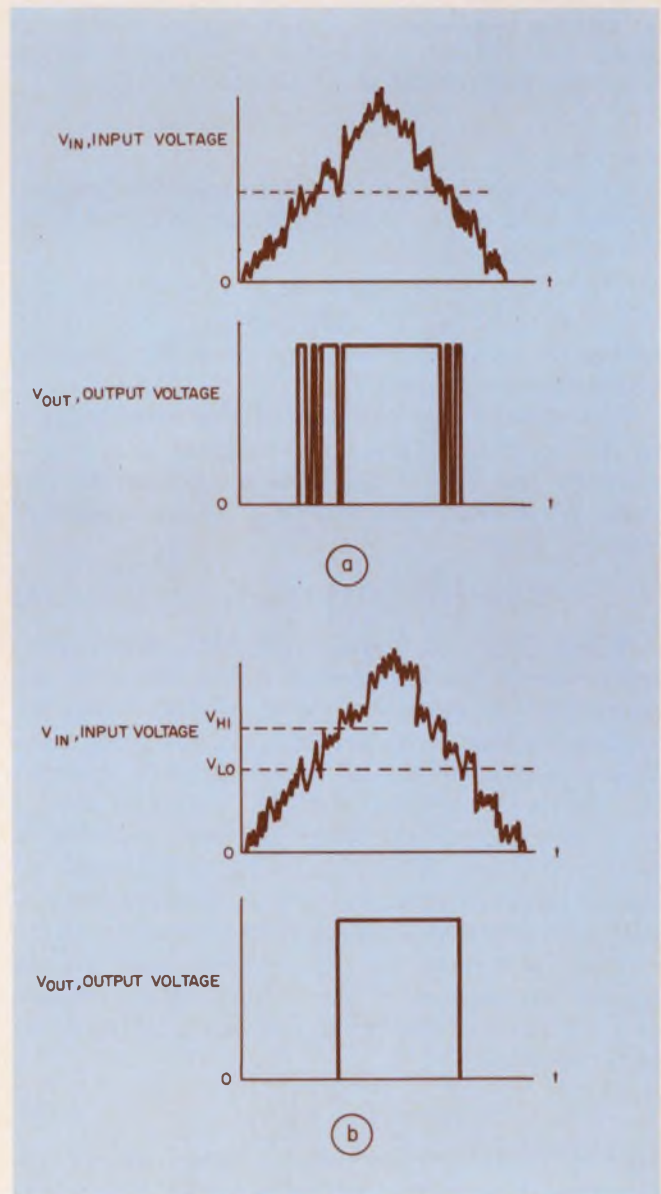 V_IN, INPUT VOLTAGE
0
t
V_OUT, OUTPUT VOLTAGE
0
t
a
V_IN, INPUT VOLTAGE
V_HI
V_LO
0
t
V_OUT, OUTPUT VOLTAGE
0
t
b